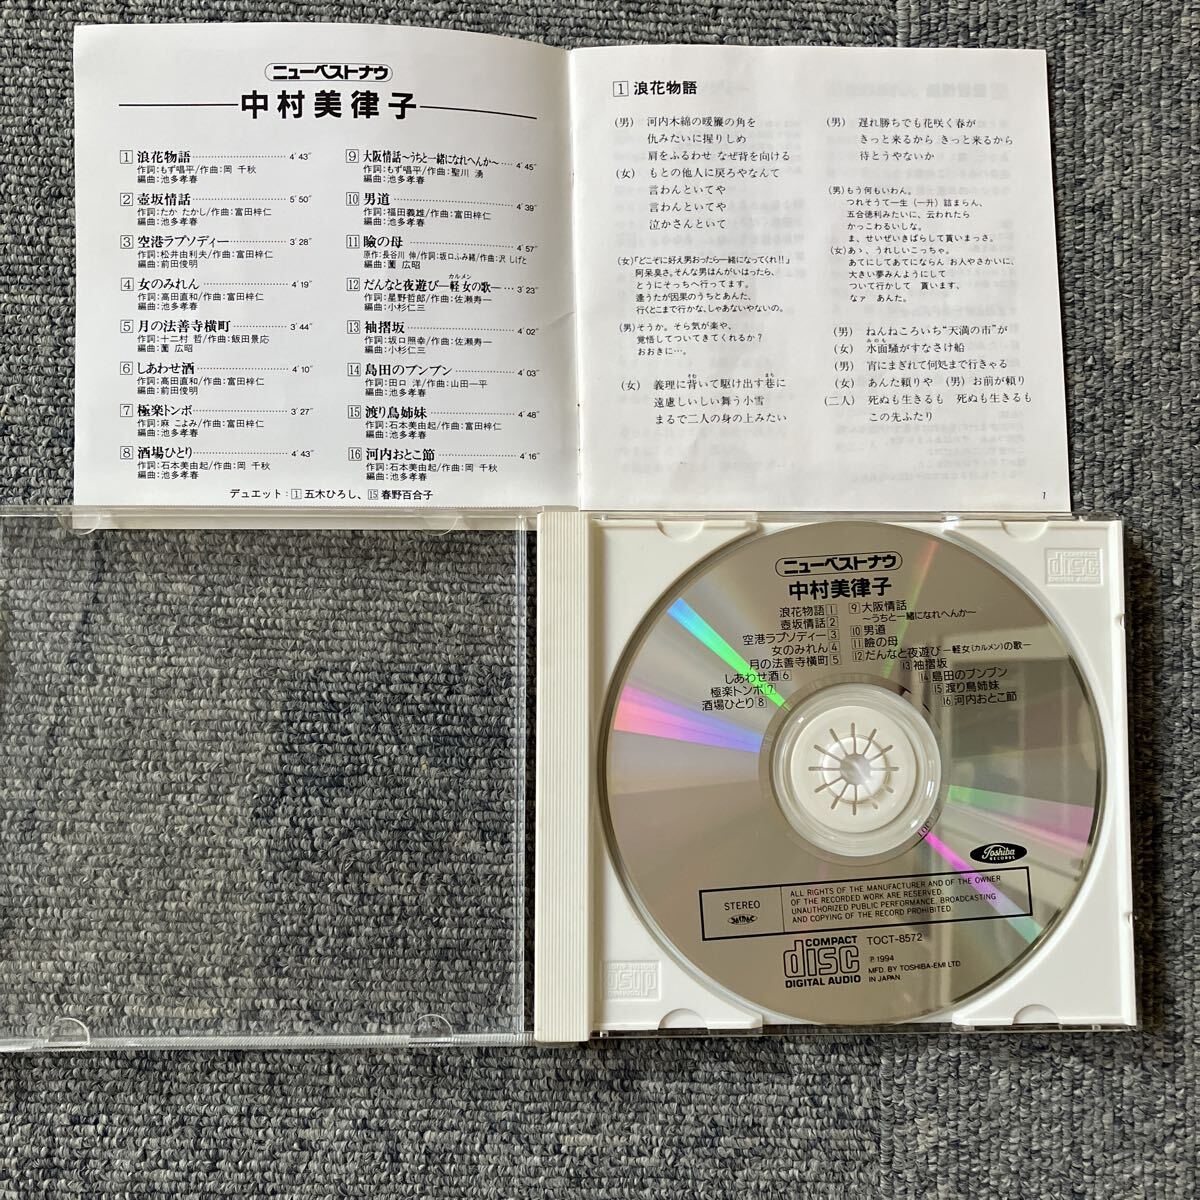 ニューベストナウ
中村美律子
1 浪花物語 4′43″
作詞:もず唱平/作曲:岡 千秋
編曲:池多孝春
2 壺坂情話 5′50″
作詞:たか たかし/作曲:富田梓仁
編曲:池多孝春
3 空港ラプソディー 3′28″
作詞:松井由利夫/作曲:富田梓仁
編曲:前田俊明
4 女のみれん 4′19″
作詞:高田直和/作曲:富田梓仁
編曲:池多孝春
5 月の法善寺横町 3′44″
作詞:十二村 哲/作曲:飯田景応
編曲:薗 広昭
6 しあわせ酒 4′10″
作詞:高田直和/作曲:富田梓仁
編曲:前田俊明
7 極楽トンボ 3′27″
作詞:麻 こよみ/作曲:富田梓仁
編曲:池多孝春
8 酒場ひとり 4′43″
作詞:石本美由起/作曲:岡 千秋
編曲:池多孝春
9 大阪情話〜うちと一緒になれへんか〜 4′45″
作詞:もず唱平/作曲:聖川 湧
編曲:池多孝春
10 男道 4′39″
作詞:福田義雄/作曲:富田梓仁
編曲:池多孝春
11 瞼の母 4′57″
原作:長谷川 伸/作詞:坂口ふみ緒/作曲:沢 しげと
編曲:薗 広昭
12 だんなと夜遊び—軽女の歌— 3′23″
カルメン
作詞:星野哲郎/作曲:佐瀬寿一
編曲:小杉仁三
13 袖摺坂 4′02″
作詞:坂口照幸/作曲:佐瀬寿一
編曲:小杉仁三
14 島田のブンブン 4′03″
作詞:田口 洋/作曲:山田一平
編曲:池多孝春
15 渡り鳥姉妹 4′48″
作詞:石本美由起/作曲:富田梓仁
編曲:池多孝春
16 河内おとこ節 4′16″
作詞:石本美由起/作曲:岡 千秋
編曲:池多孝春
デュエット:1 五木ひろし、15 春野百合子
1 浪花物語
(男) 河内木綿の暖簾の角を
仇みたいに握りしめ
肩をふるわせ なぜ背を向ける
(女) もとの他人に戻ろやなんて
言わんといてや
言わんといてや
泣かさんといて
(女)「どこぞに好え男おったら一緒になってくれ!!」
阿呆臭さ。そんな男はんがいはったら、
とうにそっちへ行ってます。
逢うたが因果のうちとあんた、
行くとこまで行かな、しゃあないやないの。
(男)そうか。そら気が楽や、
覚悟してついてきてくれるか?
おおきに…。
(女) 義理に背いて駆け出す巷に
そむ
まち
遠慮しいしい舞う小雪
まるで二人の身の上みたい
(男) 遅れ勝ちでも花咲く春が
きっと来るから きっと来るから
待とうやないか
(男)もう何もいわん。
つれそうて一生(一升)詰まらん、
五合徳利みたいに、云われたら
かっこわるいしな。
ま、せいぜいきばらして貰いまっさ。
(女)あゝ、うれしいこっちゃ。
あてにしてあてにならん お人やさかいに、
大きい夢みんようにして
ついて行かして 貰います、
なァ あんた。
(男) ねんねころいち“天満の市”が
みのも
(女) 水面騒がすなさけ船
(男) 宵にまぎれて何処まで行きゃる
(女) あんた頼りや (男) お前が頼り
(二人) 死ぬも生きるも 死ぬも生きるも
この先ふたり
1
ニューベストナウ
中村美律子
浪花物語 1
壺坂情話 2
空港ラプソディー 3
女のみれん 4
月の法善寺横町 5
しあわせ酒 6
極楽トンボ 7
酒場ひとり 8
9 大阪情話
〜うちと一緒になれへんか〜
10 男道
11 瞼の母
12 だんなと夜遊び—軽女(カルメン)の歌—
13 袖摺坂
14 島田のブンブン
15 渡り鳥姉妹
16 河内おとこ節
Toshiba
RECORDS
STEREO
ALL RIGHTS OF THE MANUFACTURER AND OF THE OWNER
OF THE RECORDED WORK ARE RESERVED.
UNAUTHORIZED PUBLIC PERFORMANCE, BROADCASTING
AND COPYING OF THE RECORD PROHIBITED.
COMPACT
disc
DIGITAL AUDIO
TOCT-8572
℗ 1994
MFD. BY TOSHIBA-EMI LTD.
IN JAPAN
COMPACT
disc
DIGITAL AUDIO